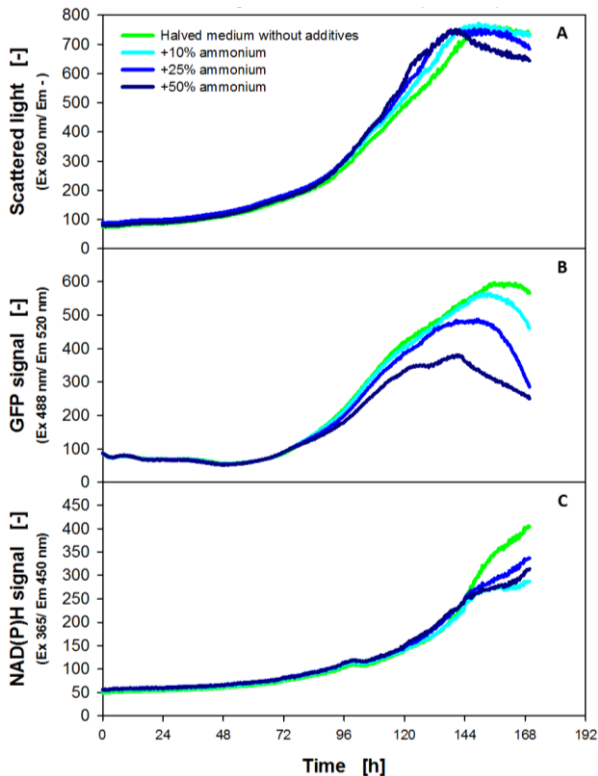 800
700
600
500
400
300
200
100
0
Scattered light [-]
(Ex 620 nm/ Em -)
Halved medium without additives
+10% ammonium
+25% ammonium
+50% ammonium
A
600
500
400
300
200
100
0
GFP signal [-]
(Ex 488 nm/ Em 520 nm)
B
450
400
350
300
250
200
150
100
50
0
NAD(P)H signal [-]
(Ex 365/ Em 450 nm)
C
0 24 48 72 96 120 144 168 192
Time [h]